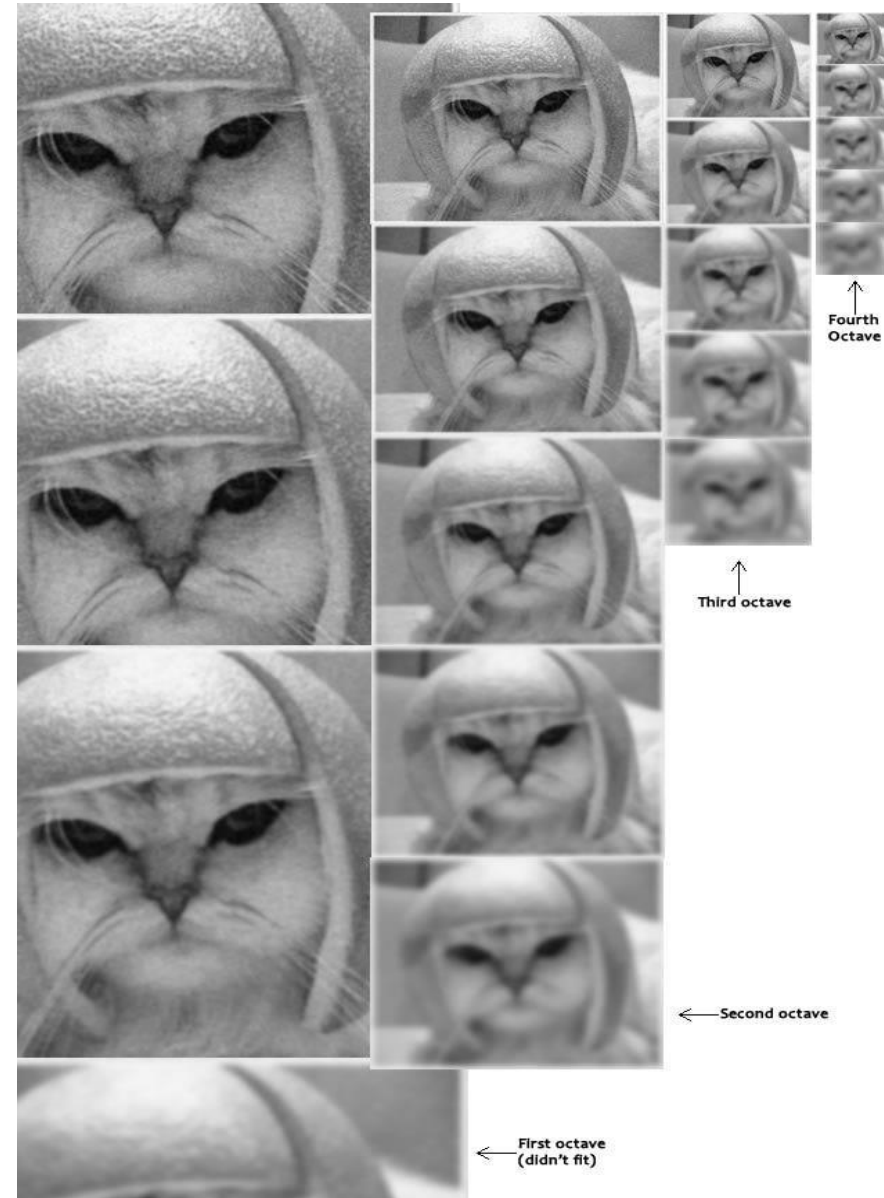 Fourth
Octave
Third octave
Second octave
First octave
(didn't fit)